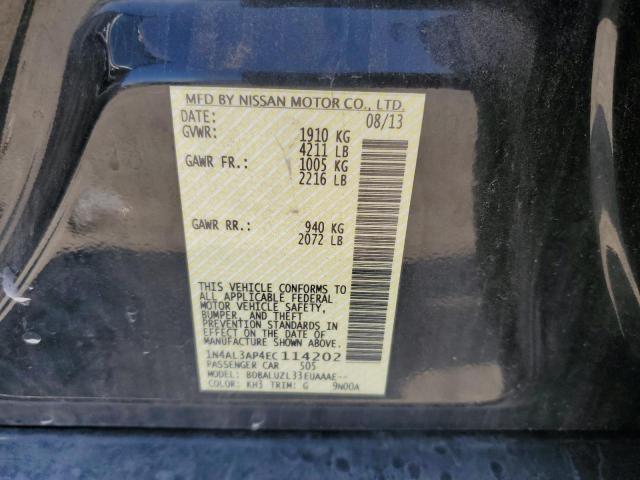 MFD BY NISSAN MOTOR CO., LTD.
DATE: 08/13
GVWR: 1910 KG
4211 LB
GAWR FR.: 1005 KG
2216 LB
GAWR RR.: 940 KG
2072 LB
THIS VEHICLE CONFORMS TO
ALL APPLICABLE FEDERAL
MOTOR VEHICLE SAFETY,
BUMPER, AND THEFT
PREVENTION STANDARDS IN
EFFECT ON THE DATE OF
MANUFACTURE SHOWN ABOVE.
1N4AL3AP4EC114202
PASSENGER CAR 505
MODEL: BDBALUZL33EUAAAE--
COLOR: KH3 TRIM: G 9N00A